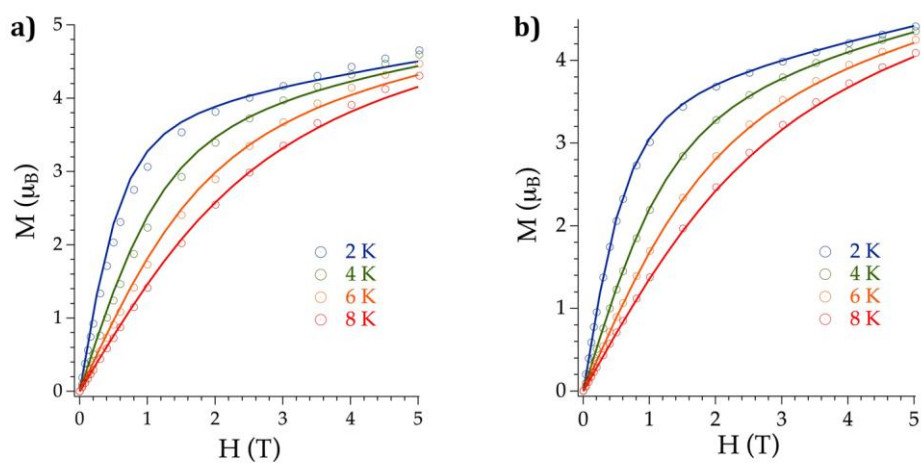 a)
5
4
3
2
1
0
M (μB)
0 1 2 3 4 5
H (T)
2 K
4 K
6 K
8 K
b)
4
3
2
1
0
M (μB)
0 1 2 3 4 5
H (T)
2 K
4 K
6 K
8 K